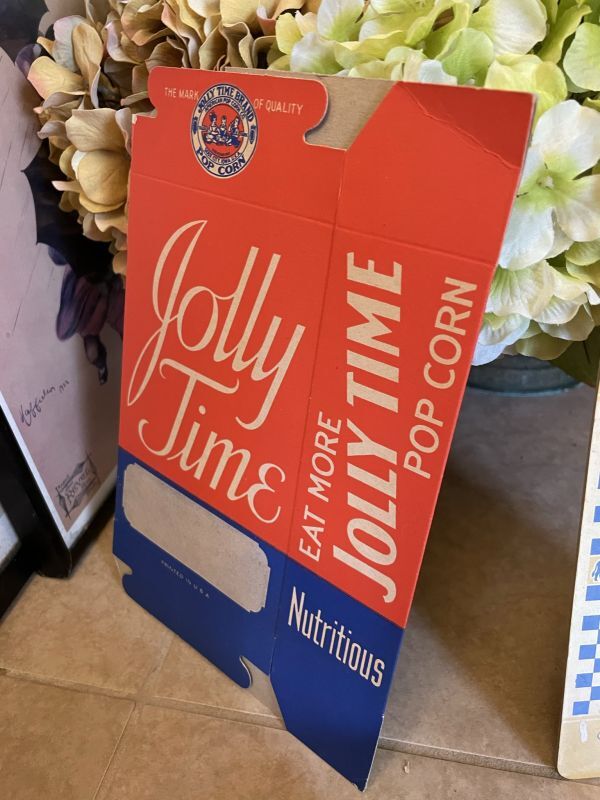 THE MARK OF QUALITY
JOLLY TIME BRAND
POP CORN
Jolly
Time
PRINTED IN U.S.A.
EAT MORE
JOLLY TIME
POP CORN
Nutritious